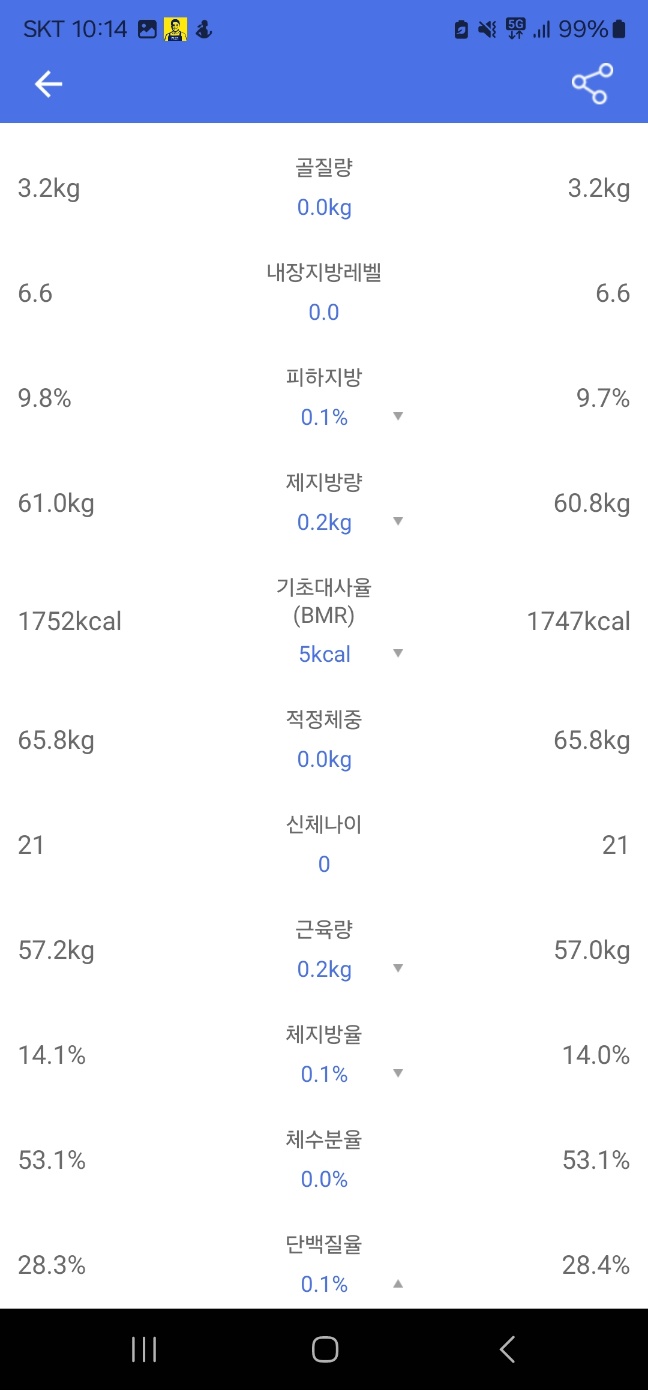 SKT 10:14 5G 99%
골질량
3.2kg 3.2kg
0.0kg
내장지방레벨
6.6 6.6
0.0
피하지방
9.8% 9.7%
0.1% ▼
제지방량
61.0kg 60.8kg
0.2kg ▼
기초대사율
(BMR)
1752kcal 1747kcal
5kcal ▼
적정체중
65.8kg 65.8kg
0.0kg
신체나이
21 21
0
근육량
57.2kg 57.0kg
0.2kg ▼
체지방율
14.1% 14.0%
0.1% ▼
체수분율
53.1% 53.1%
0.0%
단백질율
28.3% 28.4%
0.1% ▲